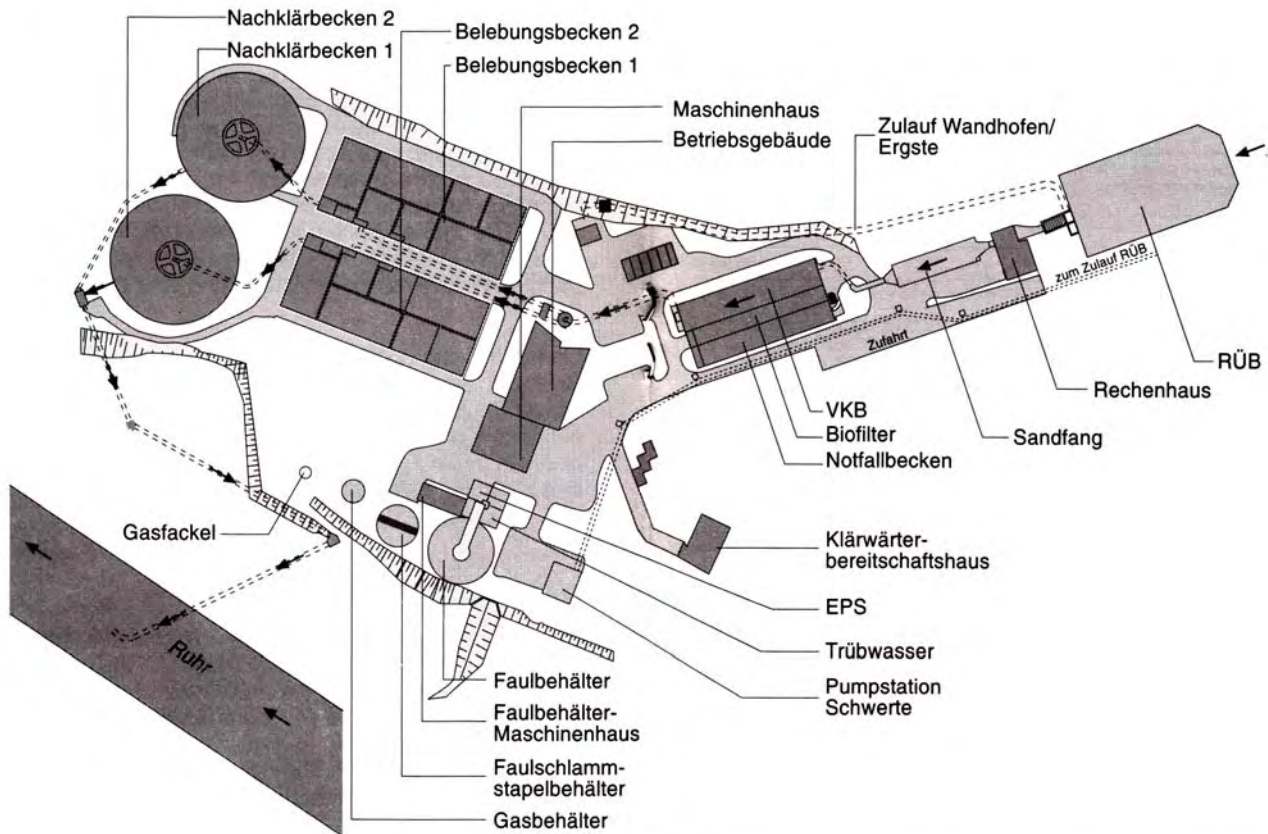 Nachklärbecken 2
Nachklärbecken 1
Belebungsbecken 2
Belebungsbecken 1
Maschinenhaus
Betriebsgebäude
Zulauf Wandhofen/
Ergste
zum Zulauf RÜB
Zufahrt
RÜB
Rechenhaus
Sandfang
VKB
Biofilter
Notfallbecken
Gasfackel
Klärwärter-
bereitschaftshaus
EPS
Trübwasser
Pumpstation
Schwerte
Ruhr
Faulbehälter
Faulbehälter-
Maschinenhaus
Faulschlamm-
stapelbehälter
Gasbehälter